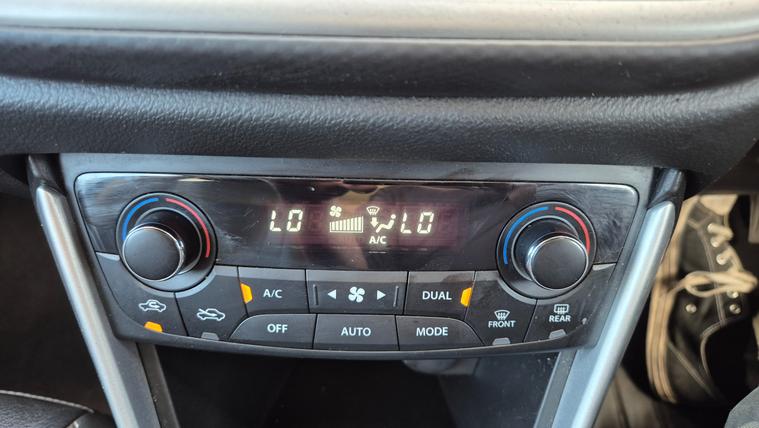 LO LO
A/C
A/C DUAL
OFF AUTO MODE FRONT REAR